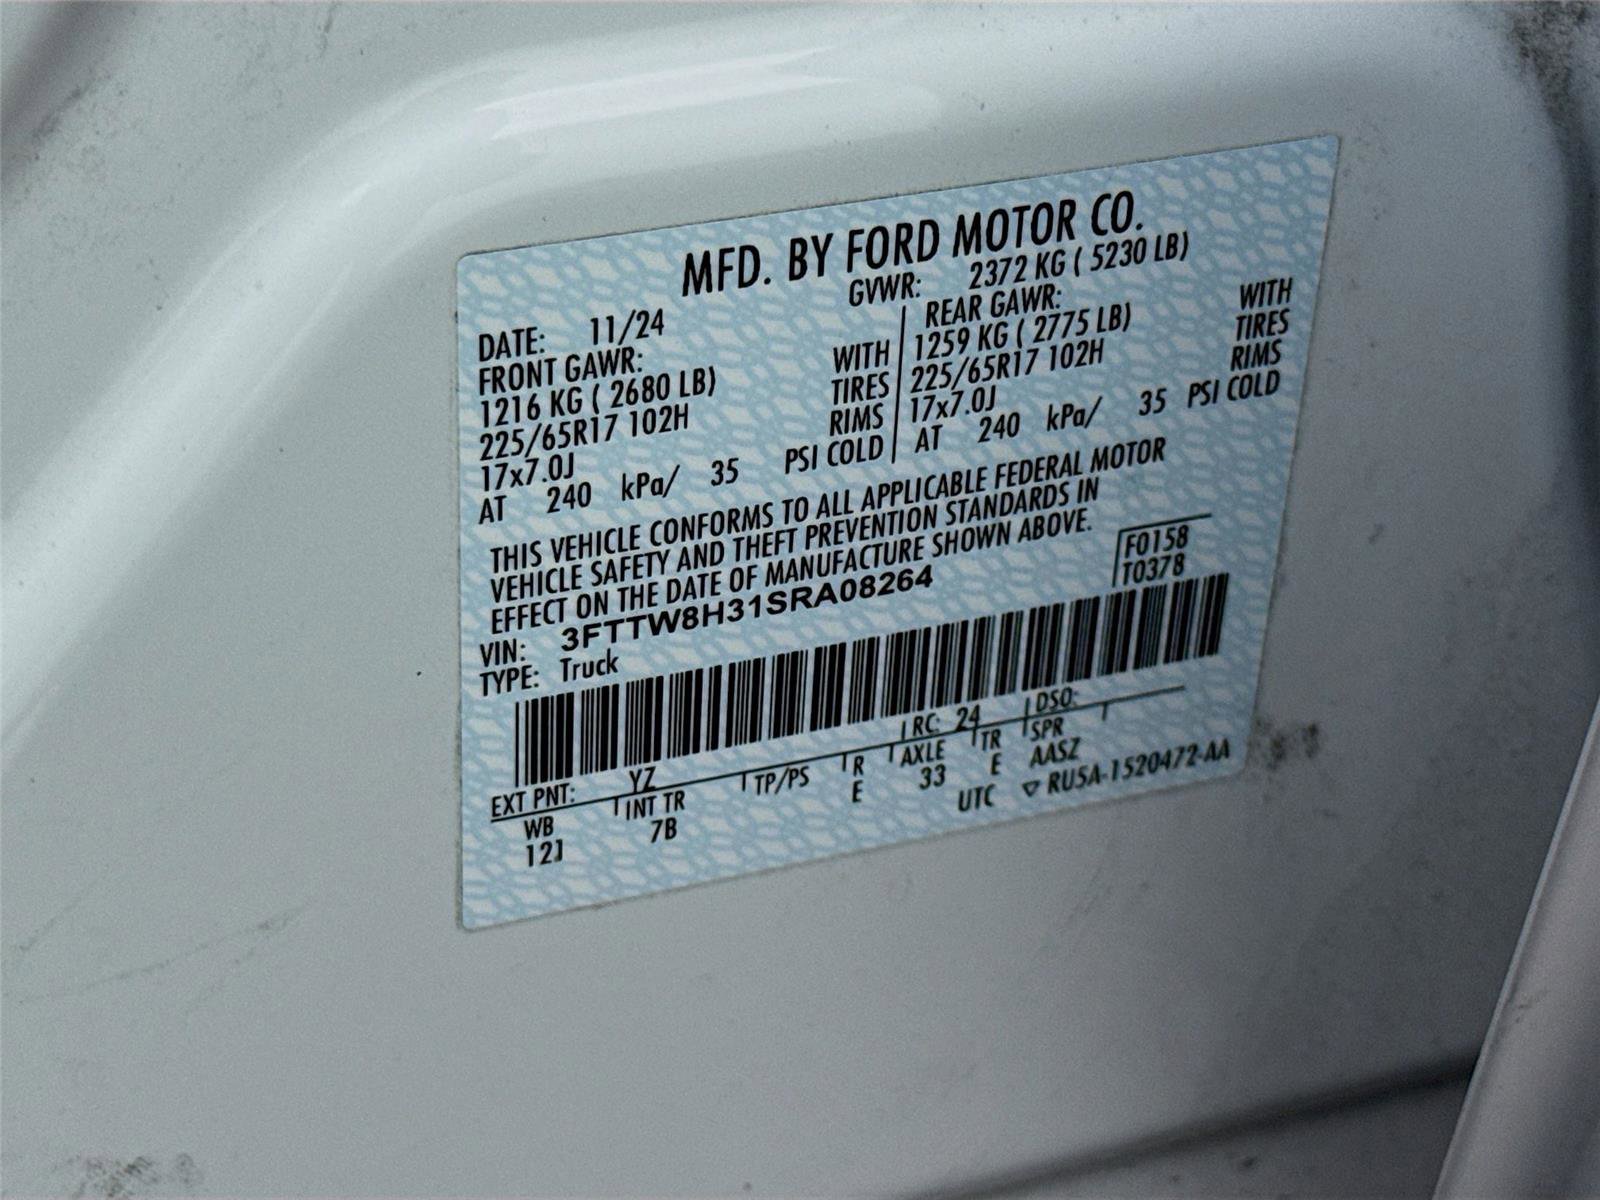 MFD. BY FORD MOTOR CO.
DATE: 11/24 GVWR: 2372 KG ( 5230 LB)
FRONT GAWR: REAR GAWR:
1216 KG ( 2680 LB) WITH 1259 KG ( 2775 LB) WITH
225/65R17 102H TIRES 225/65R17 102H TIRES
17x7.0J RIMS 17x7.0J RIMS
AT 240 kPa/ 35 PSI COLD AT 240 kPa/ 35 PSI COLD
THIS VEHICLE CONFORMS TO ALL APPLICABLE FEDERAL MOTOR
VEHICLE SAFETY AND THEFT PREVENTION STANDARDS IN
EFFECT ON THE DATE OF MANUFACTURE SHOWN ABOVE.
F0158
T0378
VIN: 3FTTW8H31SRA08264
TYPE: Truck
EXT PNT: YZ RC: 24 DSO:
WB INT TR TP/PS R AXLE TR SPR
12J 7B E 33 E AASZ
UTC ▽ RU5A-1520472-AA